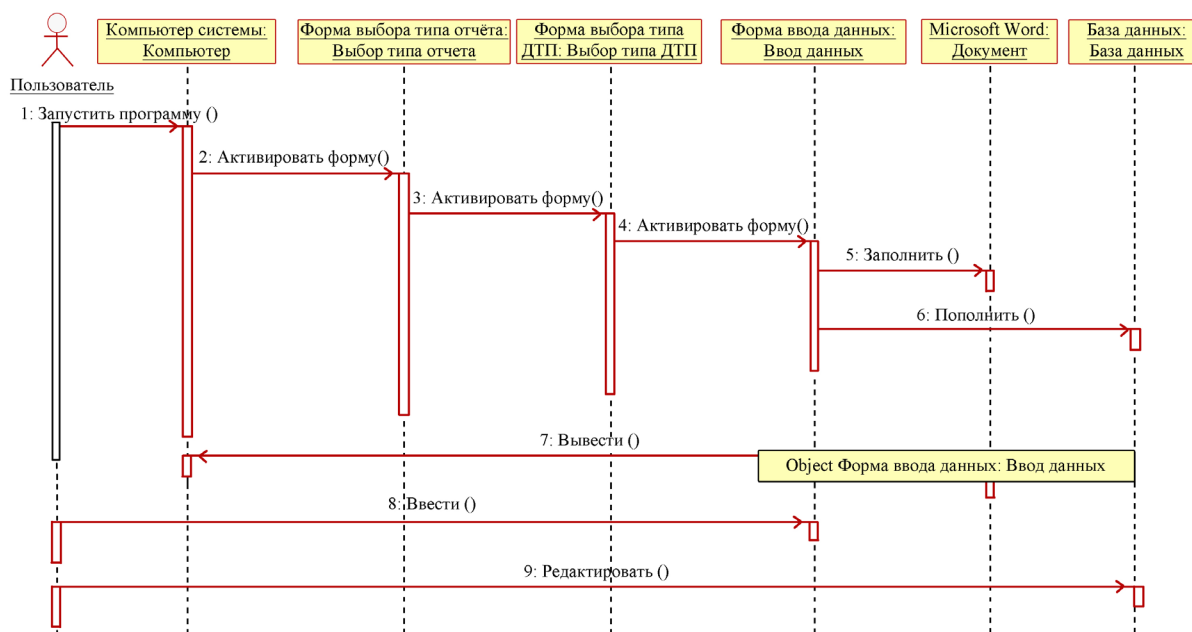 Компьютер системы:
Компьютер
Форма выбора типа отчёта:
Выбор типа отчета
Форма выбора типа
ДТП: Выбор типа ДТП
Форма ввода данных:
Ввод данных
Microsoft Word:
Документ
База данных:
База данных
Пользователь
1: Запустить программу ()
2: Активировать форму()
3: Активировать форму()
4: Активировать форму()
5: Заполнить ()
6: Пополнить ()
7: Вывести ()
Object Форма ввода данных: Ввод данных
8: Ввести ()
9: Редактировать ()